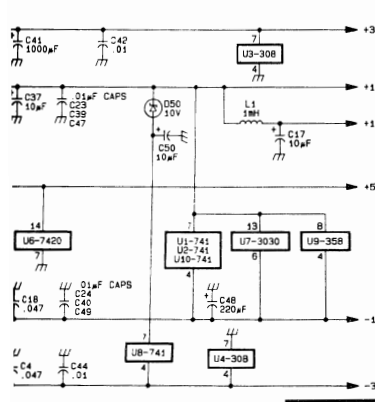 C41
1000µF
C42
.01
7
U3-308
4
+3
C37
10µF
.01µF CAPS
C23
C39
C47
D50
10V
C50
10µF
L1
1mH
C17
10µF
+1
+1
+5
14
U6-7420
7
7
U1-741
U2-741
U10-741
4
13
U7-3030
6
8
U9-358
4
C18
.047
.01µF CAPS
C24
C40
C49
C48
220µF
-1
C4
.047
C44
.01
7
U8-741
4
7
U4-308
4
-3